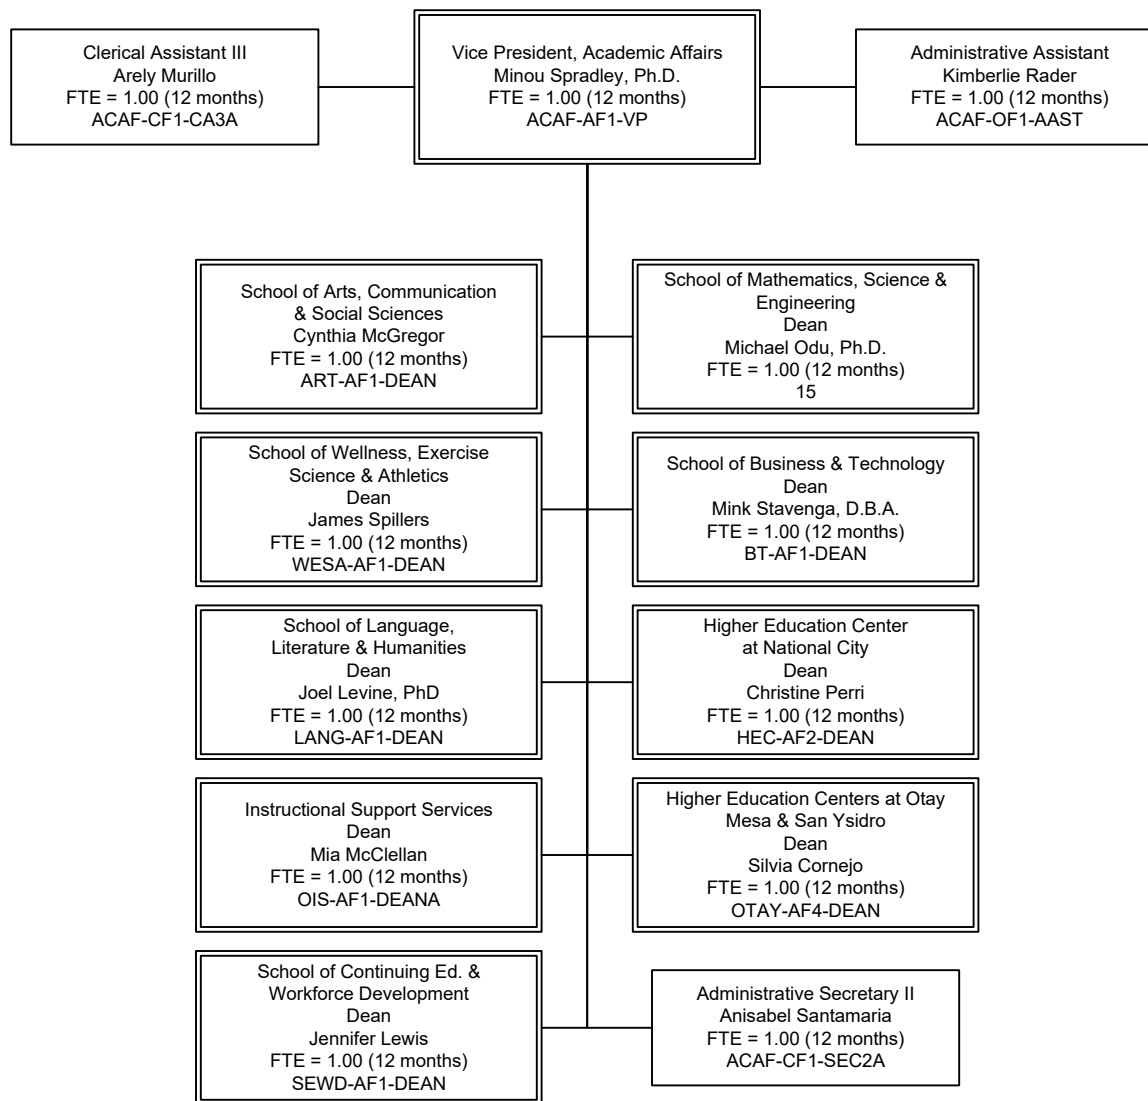 Clerical Assistant III
Arely Murillo
FTE = 1.00 (12 months)
ACAF-CF1-CA3A
Vice President, Academic Affairs
Minou Spradley, Ph.D.
FTE = 1.00 (12 months)
ACAF-AF1-VP
Administrative Assistant
Kimberlie Rader
FTE = 1.00 (12 months)
ACAF-OF1-AAST
School of Arts, Communication
& Social Sciences
Cynthia McGregor
FTE = 1.00 (12 months)
ART-AF1-DEAN
School of Mathematics, Science &
Engineering
Dean
Michael Odu, Ph.D.
FTE = 1.00 (12 months)
15
School of Wellness, Exercise
Science & Athletics
Dean
James Spillers
FTE = 1.00 (12 months)
WESA-AF1-DEAN
School of Business & Technology
Dean
Mink Stavenga, D.B.A.
FTE = 1.00 (12 months)
BT-AF1-DEAN
School of Language,
Literature & Humanities
Dean
Joel Levine, PhD
FTE = 1.00 (12 months)
LANG-AF1-DEAN
Higher Education Center
at National City
Dean
Christine Perri
FTE = 1.00 (12 months)
HEC-AF2-DEAN
Instructional Support Services
Dean
Mia McClellan
FTE = 1.00 (12 months)
OIS-AF1-DEANA
Higher Education Centers at Otay
Mesa & San Ysidro
Dean
Silvia Cornejo
FTE = 1.00 (12 months)
OTAY-AF4-DEAN
School of Continuing Ed. &
Workforce Development
Dean
Jennifer Lewis
FTE = 1.00 (12 months)
SEWD-AF1-DEAN
Administrative Secretary II
Anisabel Santamaria
FTE = 1.00 (12 months)
ACAF-CF1-SEC2A